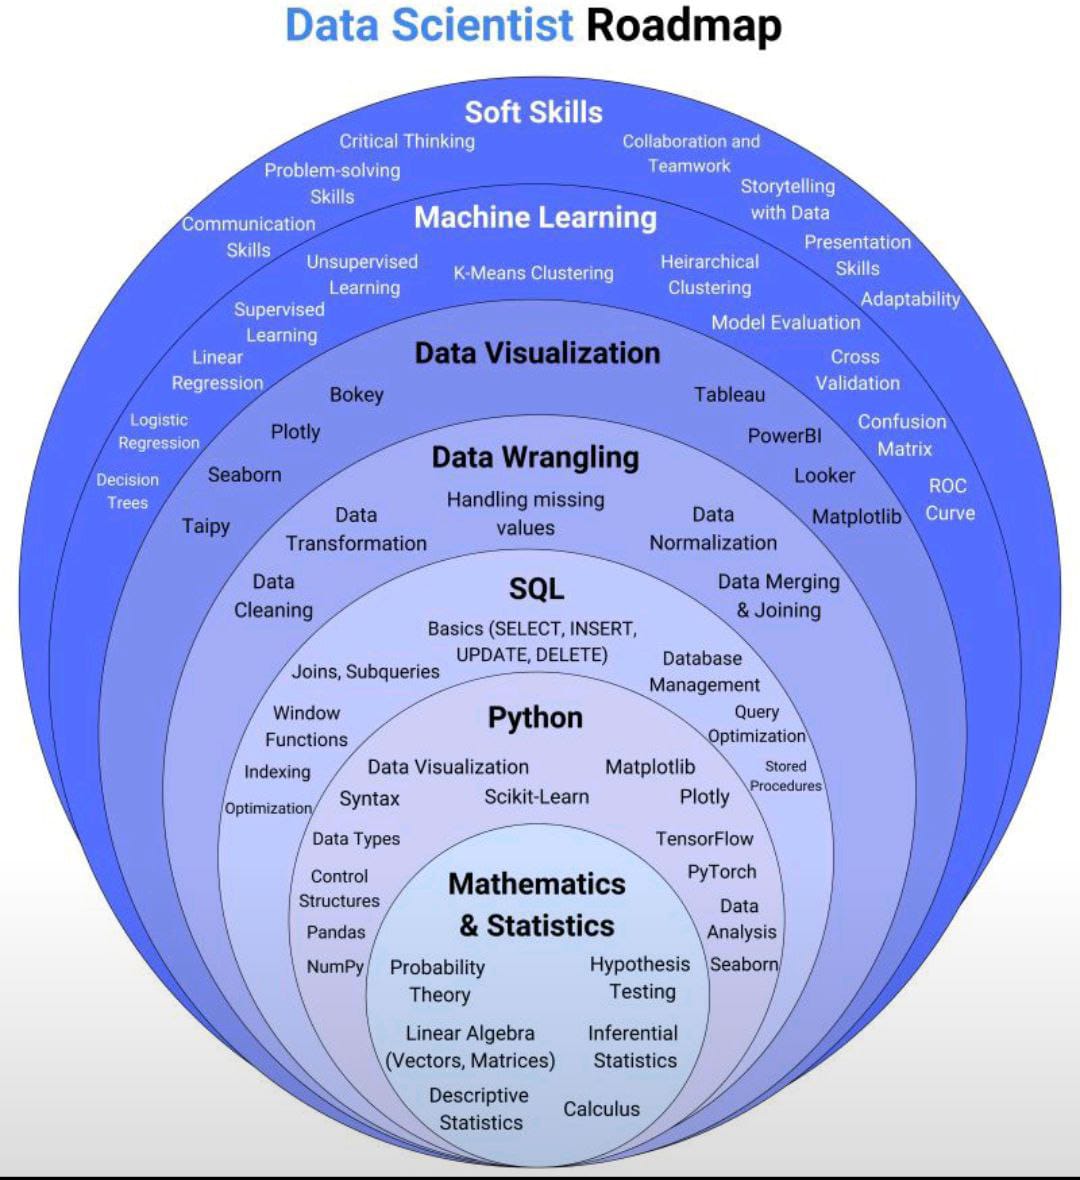 Data Scientist Roadmap
Soft Skills
Critical Thinking
Collaboration and
Teamwork
Problem-solving
Skills
Storytelling
with Data
Communication
Skills
Presentation
Skills
Adaptability
Machine Learning
Unsupervised
Learning
K-Means Clustering
Heirarchical
Clustering
Supervised
Learning
Model Evaluation
Linear
Regression
Cross
Validation
Logistic
Regression
Confusion
Matrix
Decision
Trees
ROC
Curve
Data Visualization
Bokey
Tableau
Plotly
PowerBI
Seaborn
Looker
Taipy
Matplotlib
Data Wrangling
Handling missing
values
Data
Transformation
Data
Normalization
Data
Cleaning
Data Merging
& Joining
SQL
Basics (SELECT, INSERT,
UPDATE, DELETE)
Joins, Subqueries
Database
Management
Window
Functions
Query
Optimization
Indexing
Stored
Procedures
Optimization
Python
Data Visualization
Matplotlib
Syntax
Scikit-Learn
Plotly
Data Types
TensorFlow
Control
Structures
PyTorch
Pandas
Data
Analysis
NumPy
Seaborn
Mathematics
& Statistics
Probability
Theory
Hypothesis
Testing
Linear Algebra
(Vectors, Matrices)
Inferential
Statistics
Descriptive
Statistics
Calculus